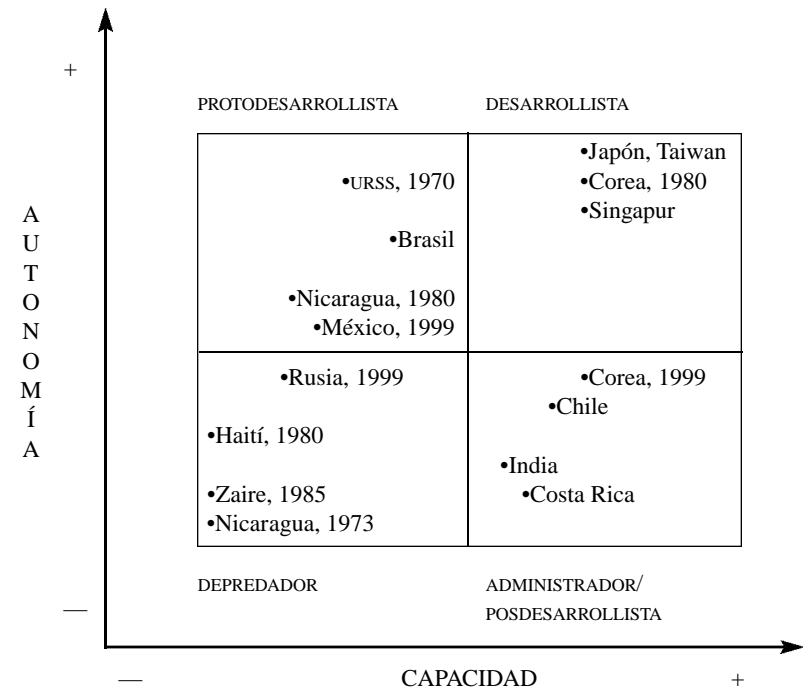 +
PROTODESARROLLISTA DESARROLLISTA
•Japón, Taiwan
•URSS, 1970 •Corea, 1980
•Singapur
•Brasil
•Nicaragua, 1980
•México, 1999
A
U
T
O
N
O
M
Í
A
•Rusia, 1999 •Corea, 1999
•Chile
•Haití, 1980
•India
•Zaire, 1985 •Costa Rica
•Nicaragua, 1973
DEPREDADOR ADMINISTRADOR/
POSDESARROLLISTA
—
— CAPACIDAD +